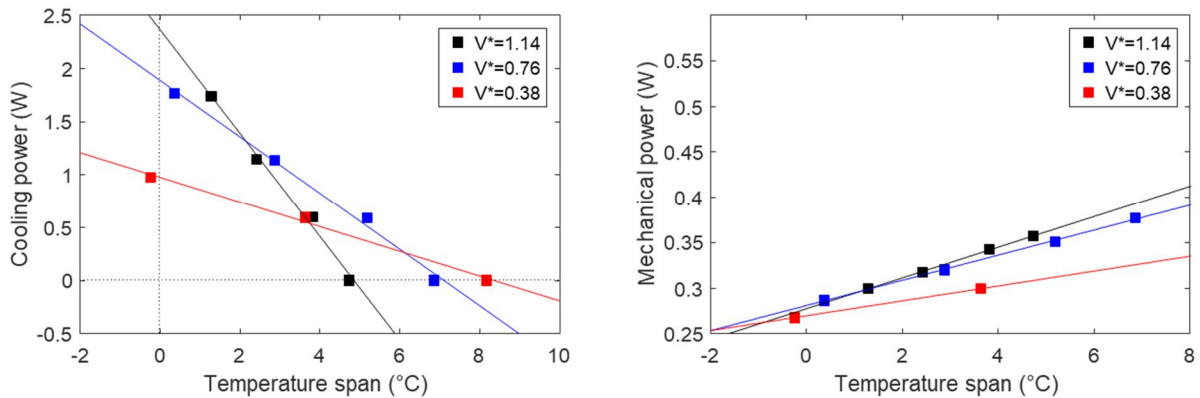 2.5
2
1.5
1
0.5
0
-0.5
Cooling power (W)
-2 0 2 4 6 8 10
Temperature span (°C)
V*=1.14
V*=0.76
V*=0.38
0.55
0.5
0.45
0.4
0.35
0.3
0.25
Mechanical power (W)
-2 0 2 4 6 8
Temperature span (°C)
V*=1.14
V*=0.76
V*=0.38